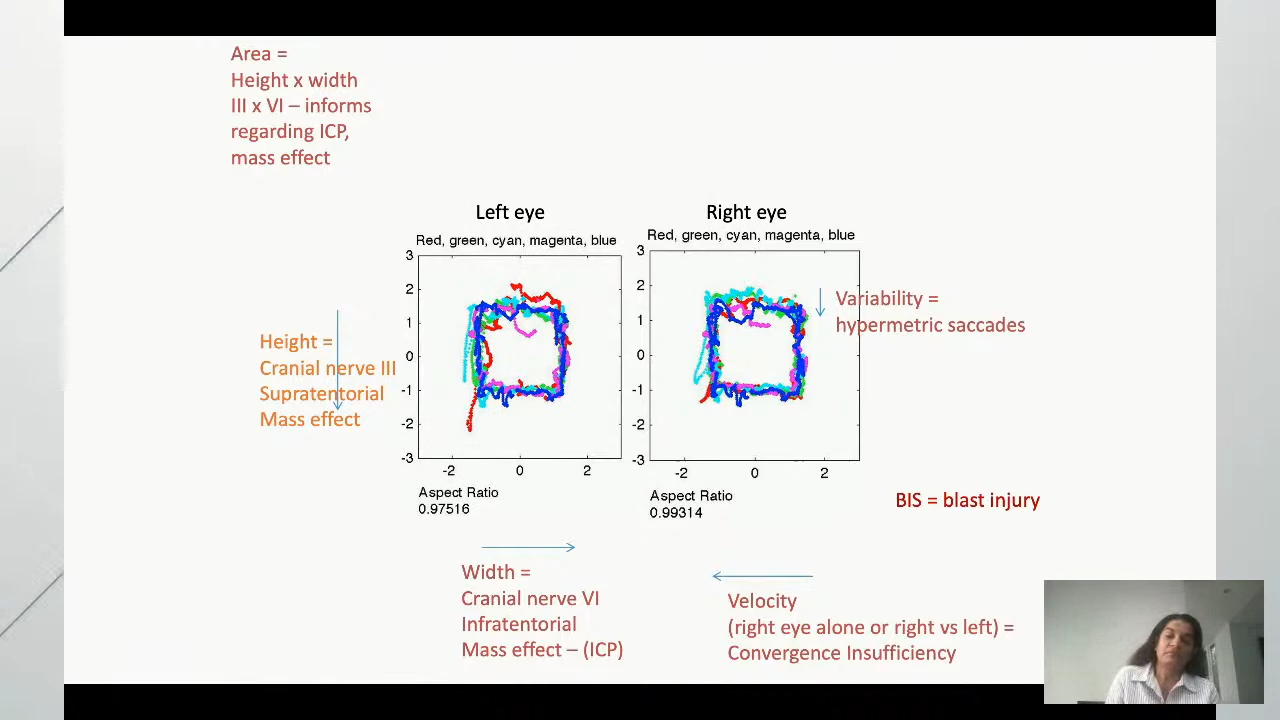 Area =
Height x width
III x VI – informs
regarding ICP,
mass effect
Left eye
Right eye
Red, green, cyan, magenta, blue
Red, green, cyan, magenta, blue
3
2
1
0
-1
-2
-3
-2
0
2
3
2
1
0
-1
-2
-3
-2
0
2
Variability =
hypermetric saccades
Height =
Cranial nerve III
Supratentorial
Mass effect
Aspect Ratio
0.97516
Aspect Ratio
0.99314
BIS = blast injury
Width =
Cranial nerve VI
Infratentorial
Mass effect – (ICP)
Velocity
(right eye alone or right vs left) =
Convergence Insufficiency